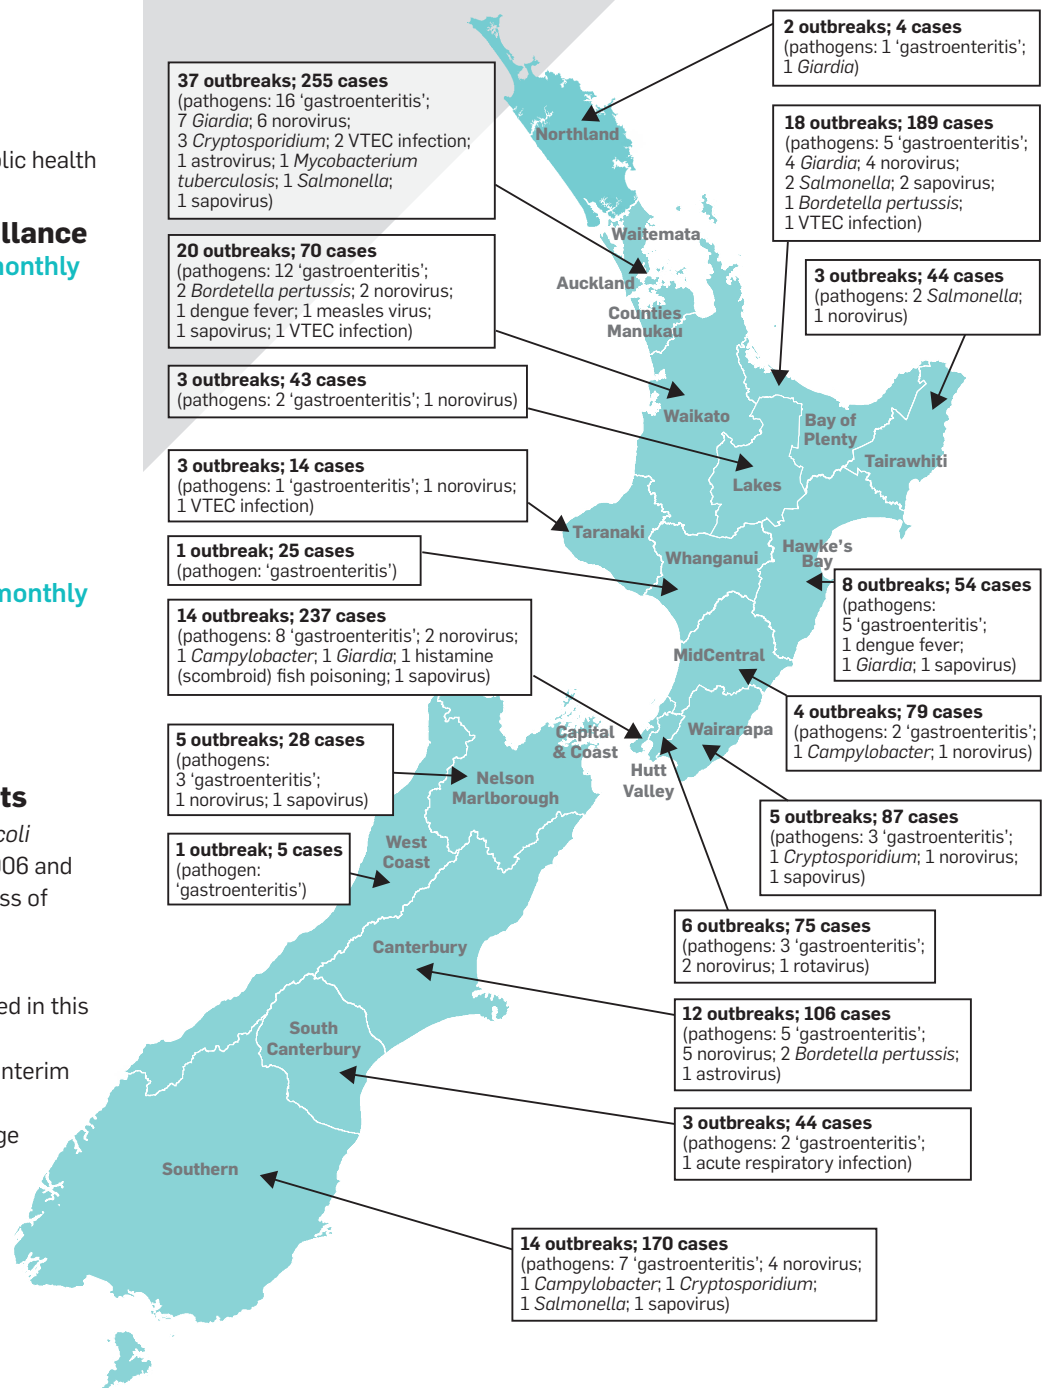 lic health
llance
nonthly
monthly
ts
coli
06 and
ss of
ed in this
nterim
ge
2 outbreaks; 4 cases
(pathogens: 1 ‘gastroenteritis’;
1 Giardia)
37 outbreaks; 255 cases
(pathogens: 16 ‘gastroenteritis’;
7 Giardia; 6 norovirus;
3 Cryptosporidium; 2 VTEC infection;
1 astrovirus; 1 Mycobacterium
tuberculosis; 1 Salmonella;
1 sapovirus)
18 outbreaks; 189 cases
(pathogens: 5 ‘gastroenteritis’;
4 Giardia; 4 norovirus;
2 Salmonella; 2 sapovirus;
1 Bordetella pertussis;
1 VTEC infection)
20 outbreaks; 70 cases
(pathogens: 12 ‘gastroenteritis’;
2 Bordetella pertussis; 2 norovirus;
1 dengue fever; 1 measles virus;
1 sapovirus; 1 VTEC infection)
3 outbreaks; 44 cases
(pathogens: 2 Salmonella;
1 norovirus)
3 outbreaks; 43 cases
(pathogens: 2 ‘gastroenteritis’; 1 norovirus)
3 outbreaks; 14 cases
(pathogens: 1 ‘gastroenteritis’; 1 norovirus;
1 VTEC infection)
1 outbreak; 25 cases
(pathogen: ‘gastroenteritis’)
8 outbreaks; 54 cases
(pathogens:
5 ‘gastroenteritis’;
1 dengue fever;
1 Giardia; 1 sapovirus)
14 outbreaks; 237 cases
(pathogens: 8 ‘gastroenteritis’; 2 norovirus;
1 Campylobacter; 1 Giardia; 1 histamine
(scombroid) fish poisoning; 1 sapovirus)
4 outbreaks; 79 cases
(pathogens: 2 ‘gastroenteritis’;
1 Campylobacter; 1 norovirus)
5 outbreaks; 28 cases
(pathogens:
3 ‘gastroenteritis’;
1 norovirus; 1 sapovirus)
5 outbreaks; 87 cases
(pathogens: 3 ‘gastroenteritis’;
1 Cryptosporidium; 1 norovirus;
1 sapovirus)
1 outbreak; 5 cases
(pathogen:
‘gastroenteritis’)
6 outbreaks; 75 cases
(pathogens: 3 ‘gastroenteritis’;
2 norovirus; 1 rotavirus)
12 outbreaks; 106 cases
(pathogens: 5 ‘gastroenteritis’;
5 norovirus; 2 Bordetella pertussis;
1 astrovirus)
3 outbreaks; 44 cases
(pathogens: 2 ‘gastroenteritis’;
1 acute respiratory infection)
14 outbreaks; 170 cases
(pathogens: 7 ‘gastroenteritis’; 4 norovirus;
1 Campylobacter; 1 Cryptosporidium;
1 Salmonella; 1 sapovirus)
Northland
Waitemata
Auckland
Counties
Manukau
Waikato
Bay of
Plenty
Tairawhiti
Lakes
Taranaki
Whanganui
Hawke’s
Bay
MidCentral
Wairarapa
Capital
& Coast
Hutt
Valley
Nelson
Marlborough
West
Coast
Canterbury
South
Canterbury
Southern